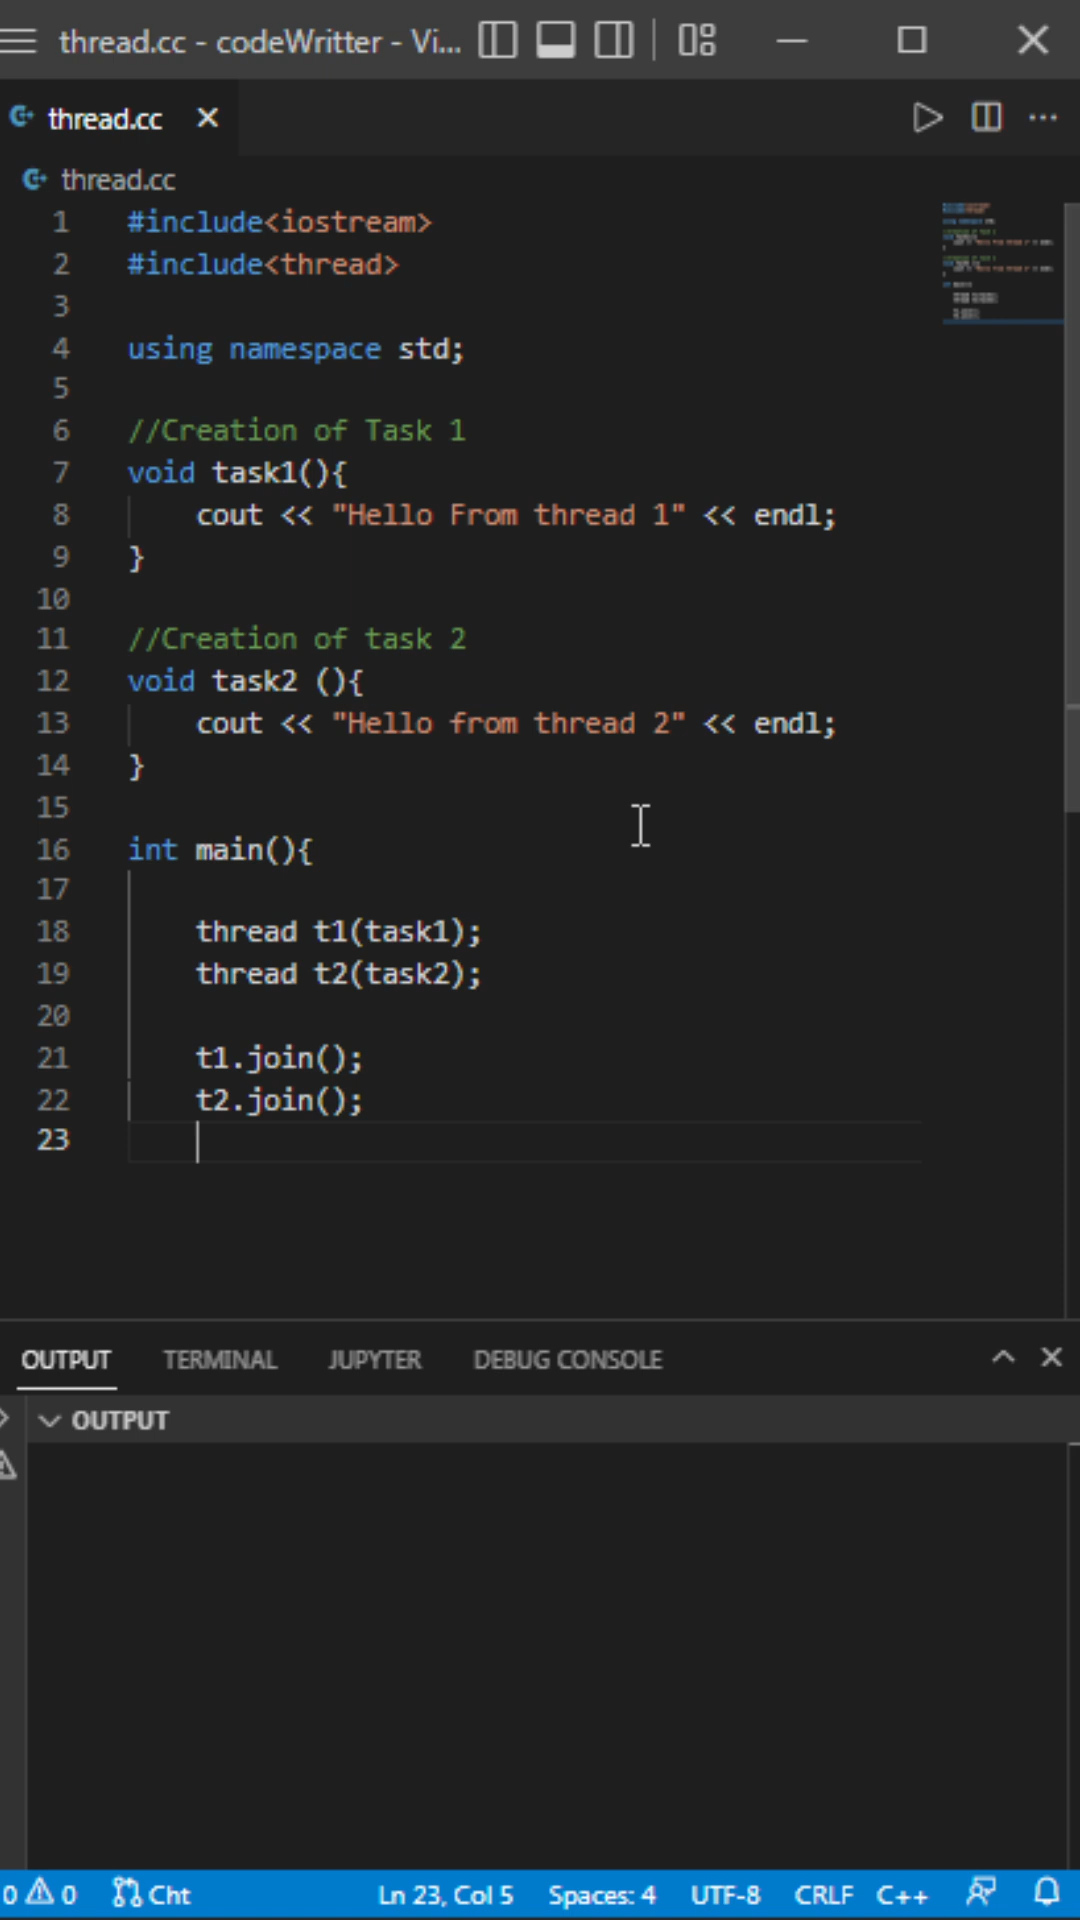 thread.cc - codeWritter - Vi...
thread.cc
thread.cc
1 #include<iostream>
2 #include<thread>
3
4 using namespace std;
5
6 //Creation of Task 1
7 void task1(){
8     cout << "Hello From thread 1" << endl;
9 }
10
11 //Creation of task 2
12 void task2 (){
13     cout << "Hello from thread 2" << endl;
14 }
15
16 int main(){
17
18     thread t1(task1);
19     thread t2(task2);
20
21     t1.join();
22     t2.join();
23
OUTPUT TERMINAL JUPYTER DEBUG CONSOLE
OUTPUT
0 0 Cht Ln 23, Col 5 Spaces: 4 UTF-8 CRLF C++